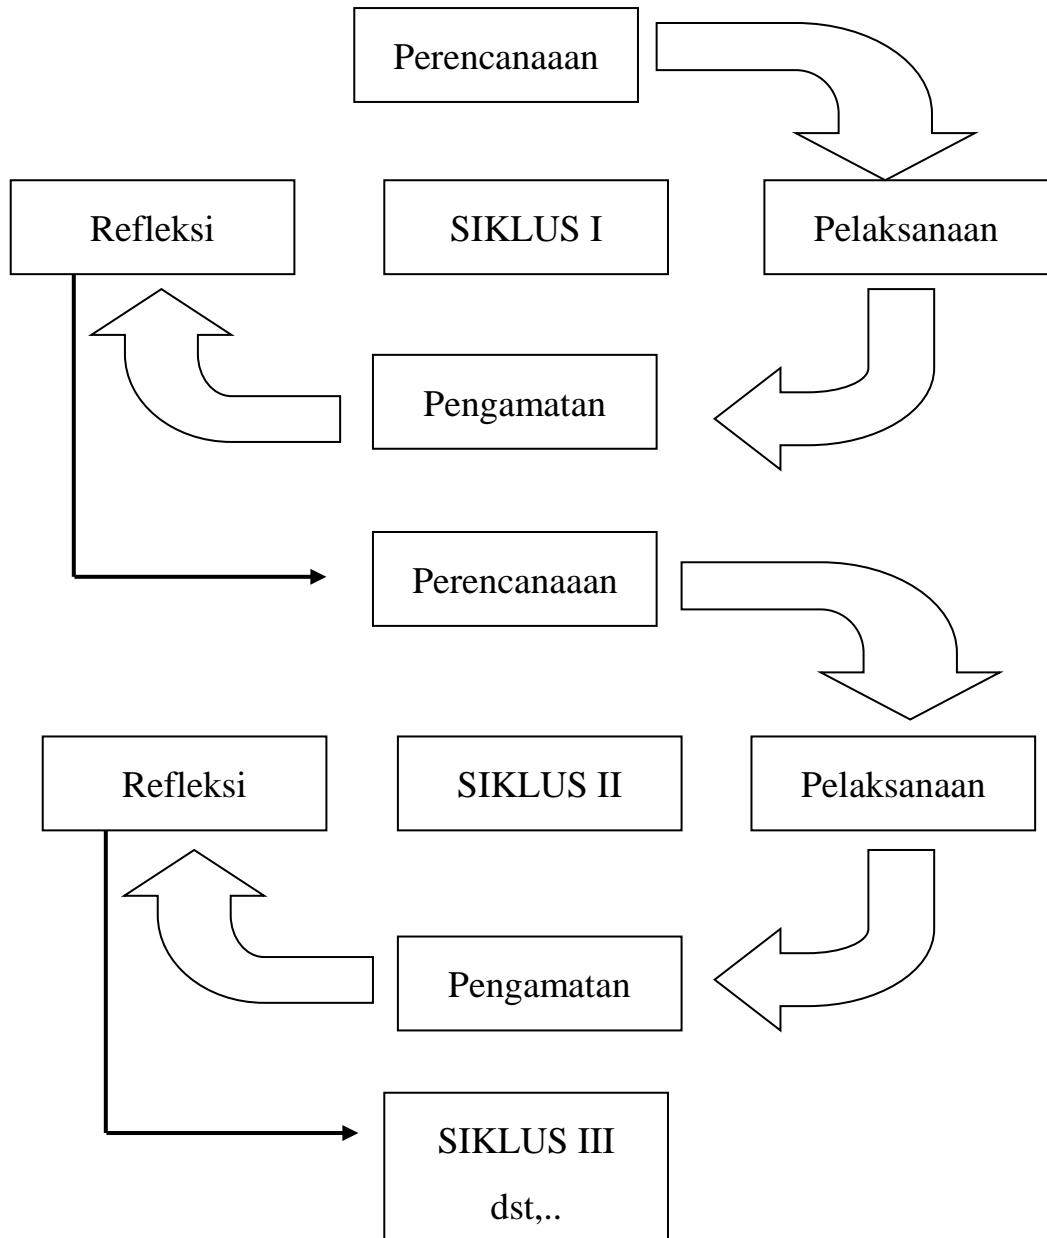 Perencanaaan
Refleksi
SIKLUS I
Pelaksanaan
Pengamatan
Perencanaaan
Refleksi
SIKLUS II
Pelaksanaan
Pengamatan
SIKLUS III
dst,..